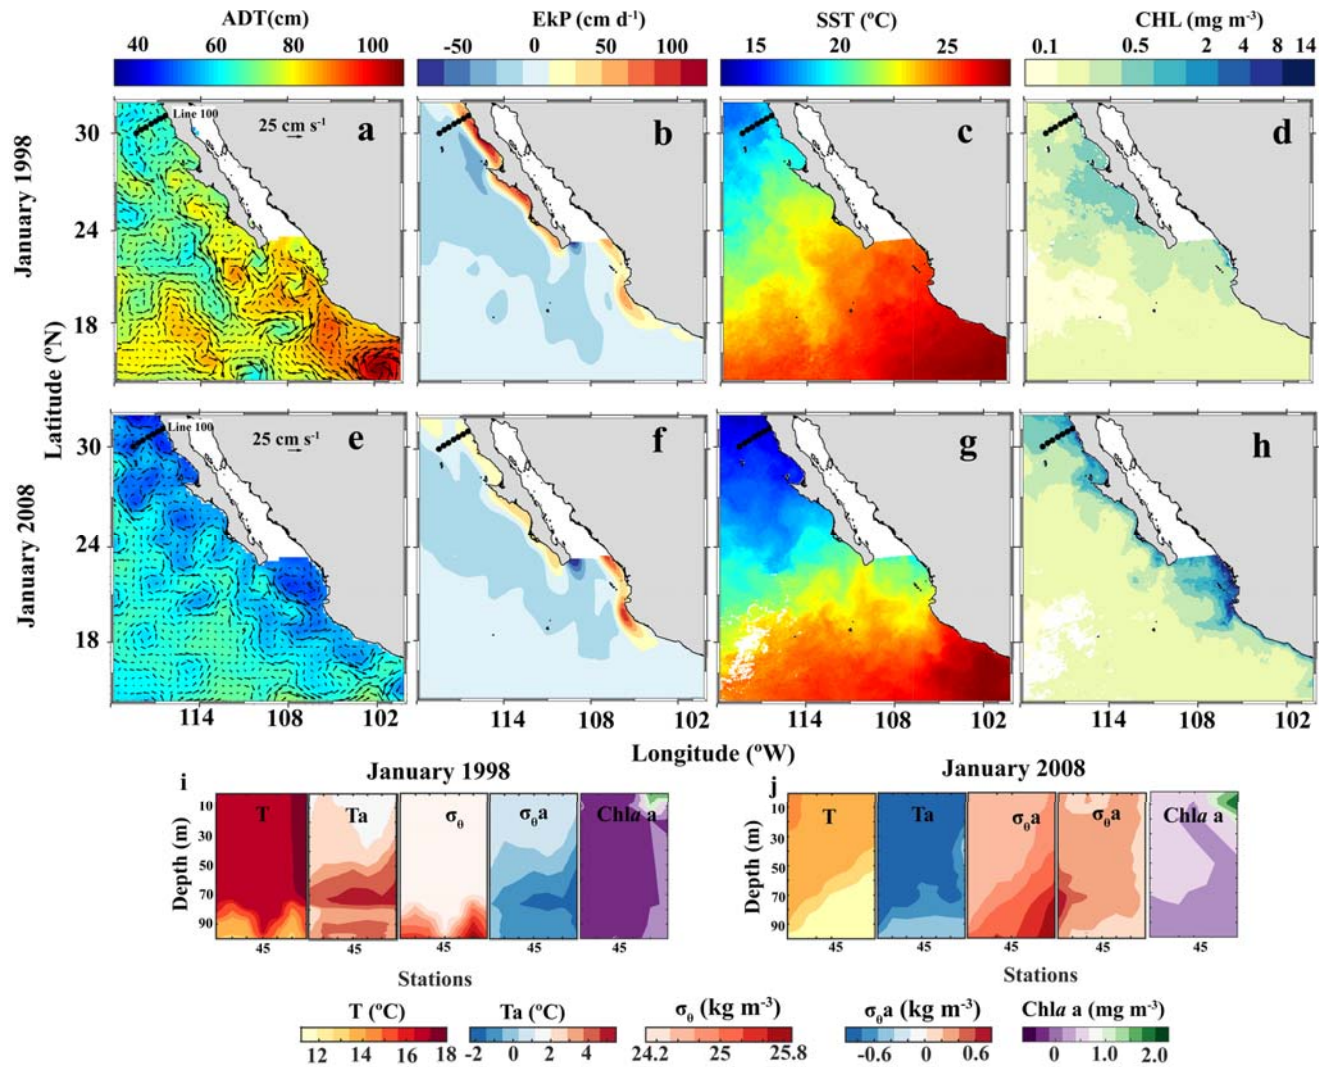 ADT(cm) EkP (cm d⁻¹) SST (ºC) CHL (mg m⁻³)
40 60 80 100 -50 0 50 100 15 20 25 0.1 0.5 2 4 8 14
January 1998
Line 100
25 cm s⁻¹
a b c d
30
24
18
Latitude (ºN)
January 2008
Line 100
25 cm s⁻¹
e f g h
30
24
18
114 108 102 114 108 114 108 102 114 108 102
Longitude (ºW)
i January 1998 j January 2008
T Ta σθ σθa Chla a T Ta σθa σθa Chla a
Depth (m) 10 30 50 70 90
Depth (m) 10 30 50 70 90
45 45 45 45 45 45
Stations Stations
T (ºC) Ta (ºC) σθ (kg m⁻³) σθa (kg m⁻³) Chla a (mg m⁻³)
12 14 16 18 -2 0 2 4 24.2 25 25.8 -0.6 0 0.6 0 1.0 2.0